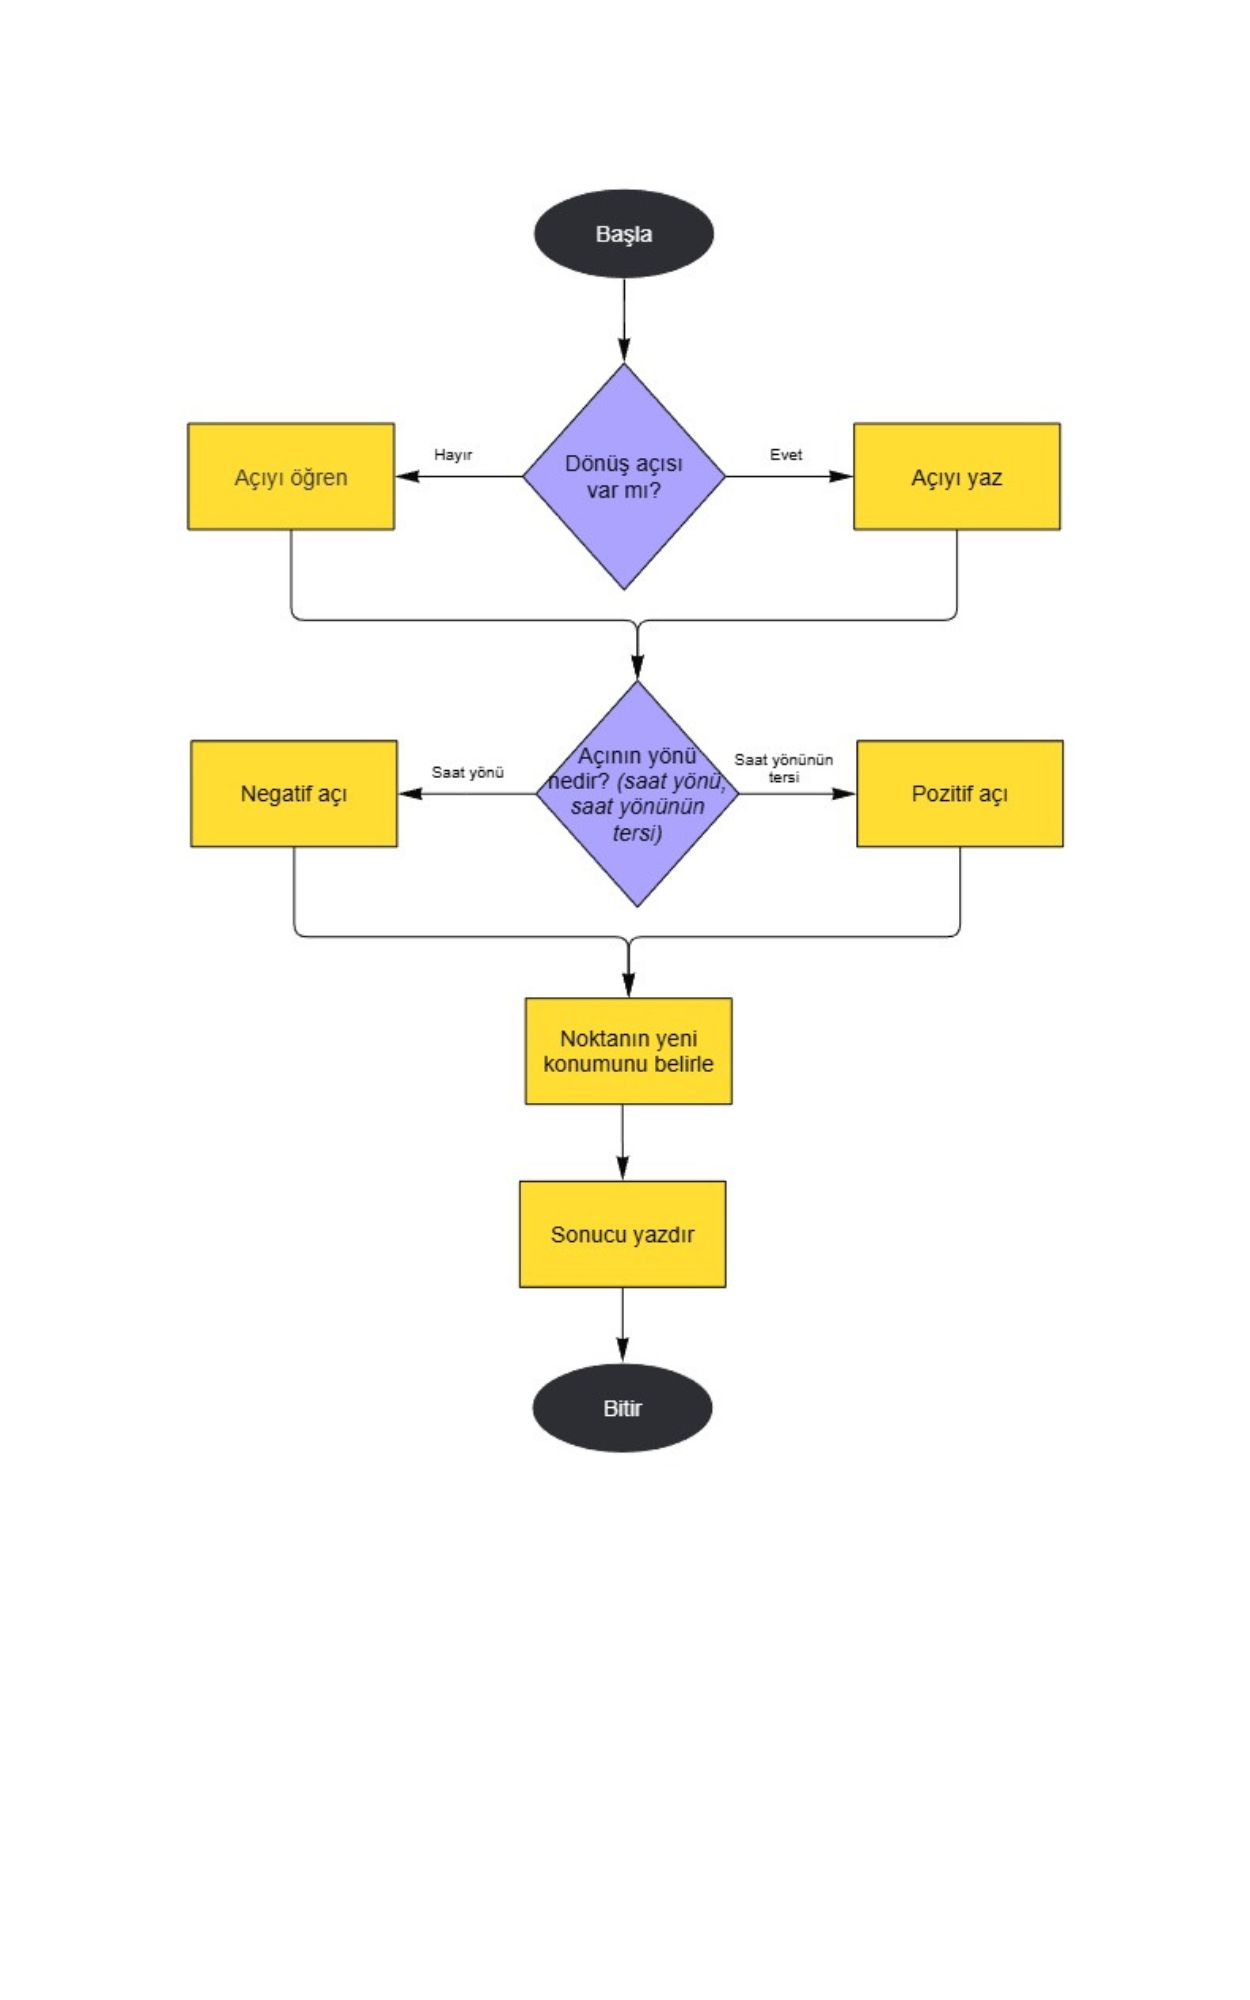 Başla
Açıyı öğren
Hayır
Dönüş açısı
var mı?
Evet
Açıyı yaz
Negatif açı
Saat yönü
Açının yönü
nedir? (saat yönü,
saat yönünün
tersi)
Saat yönünün
tersi
Pozitif açı
Noktanın yeni
konumunu belirle
Sonucu yazdır
Bitir